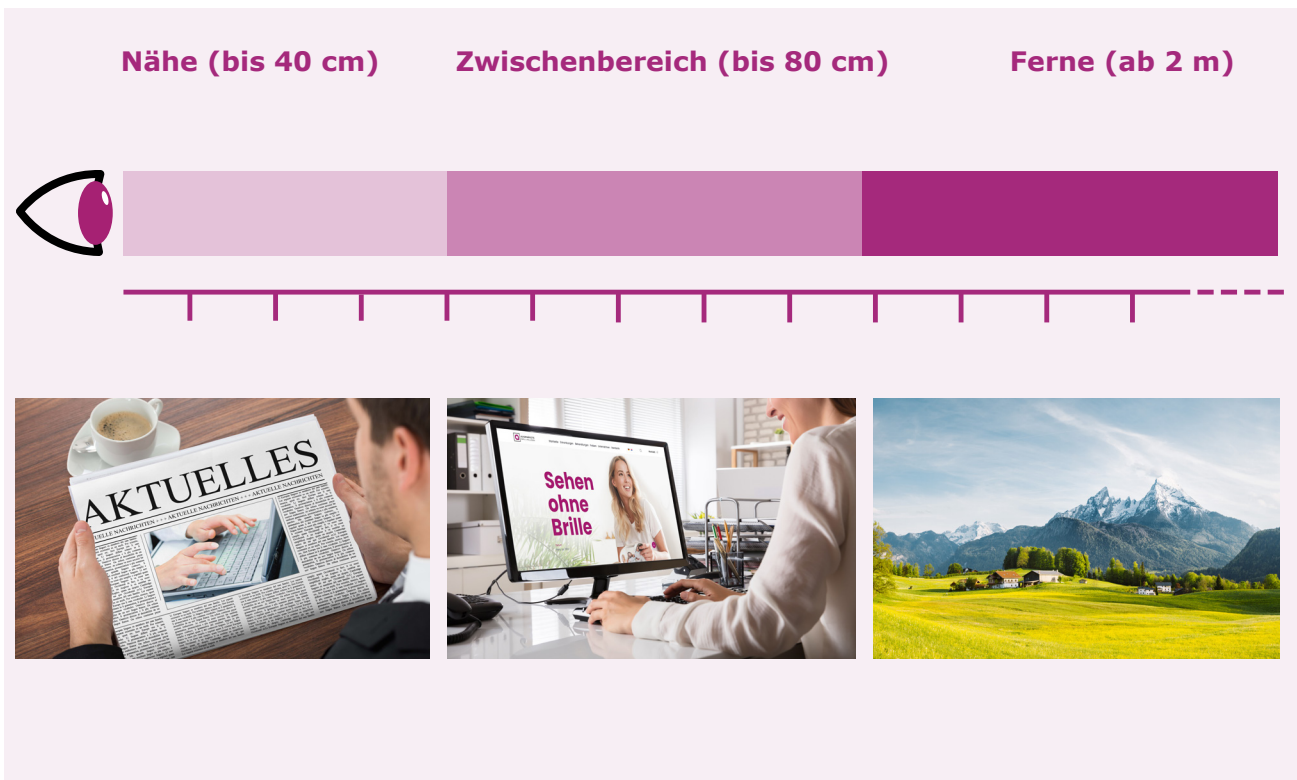 Nähe (bis 40 cm)
Zwischenbereich (bis 80 cm)
Ferne (ab 2 m)
AKTUELLES
NACHRICHTEN +++ AKTUELLE NACHRICHTEN +++ AKTUELLE NACHRICHTEN
Sehen
ohne
Brille